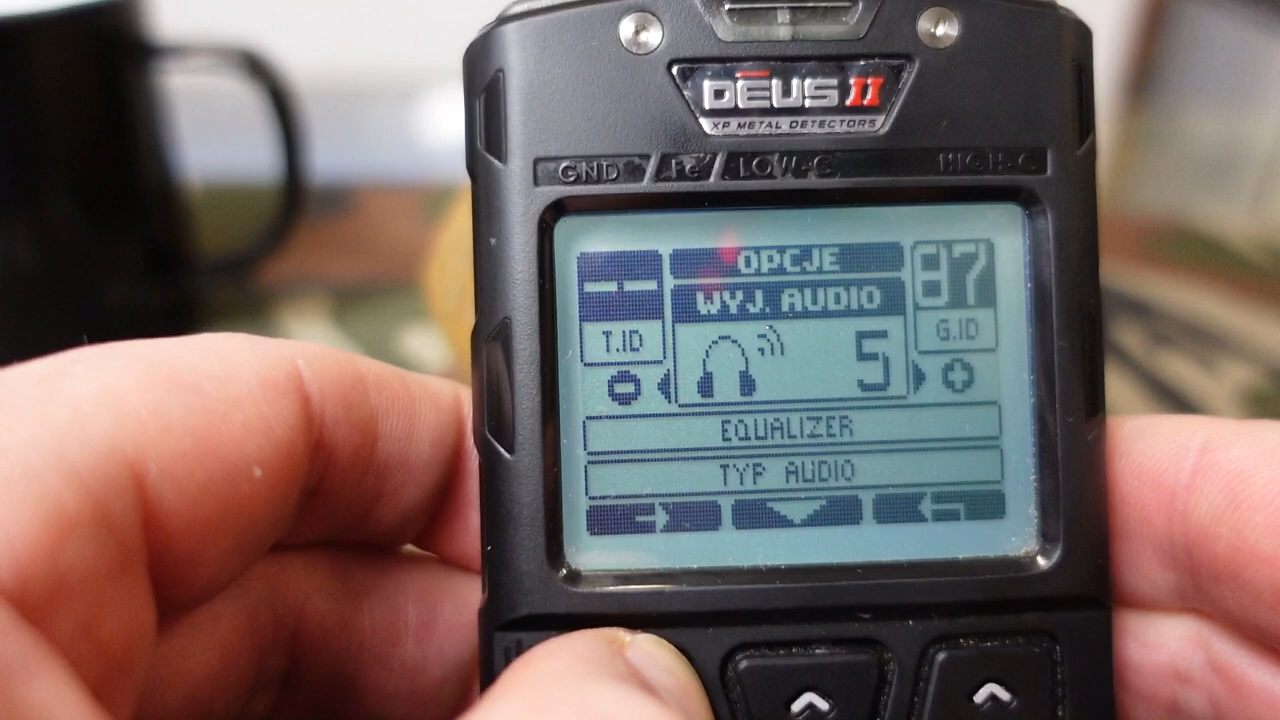 DEUS II
XP METAL DETECTORS
GND Fe LOW-C HIGH-C
OPCJE
WYJ. AUDIO
87
T.ID
5
G.ID
EQUALIZER
TYP AUDIO